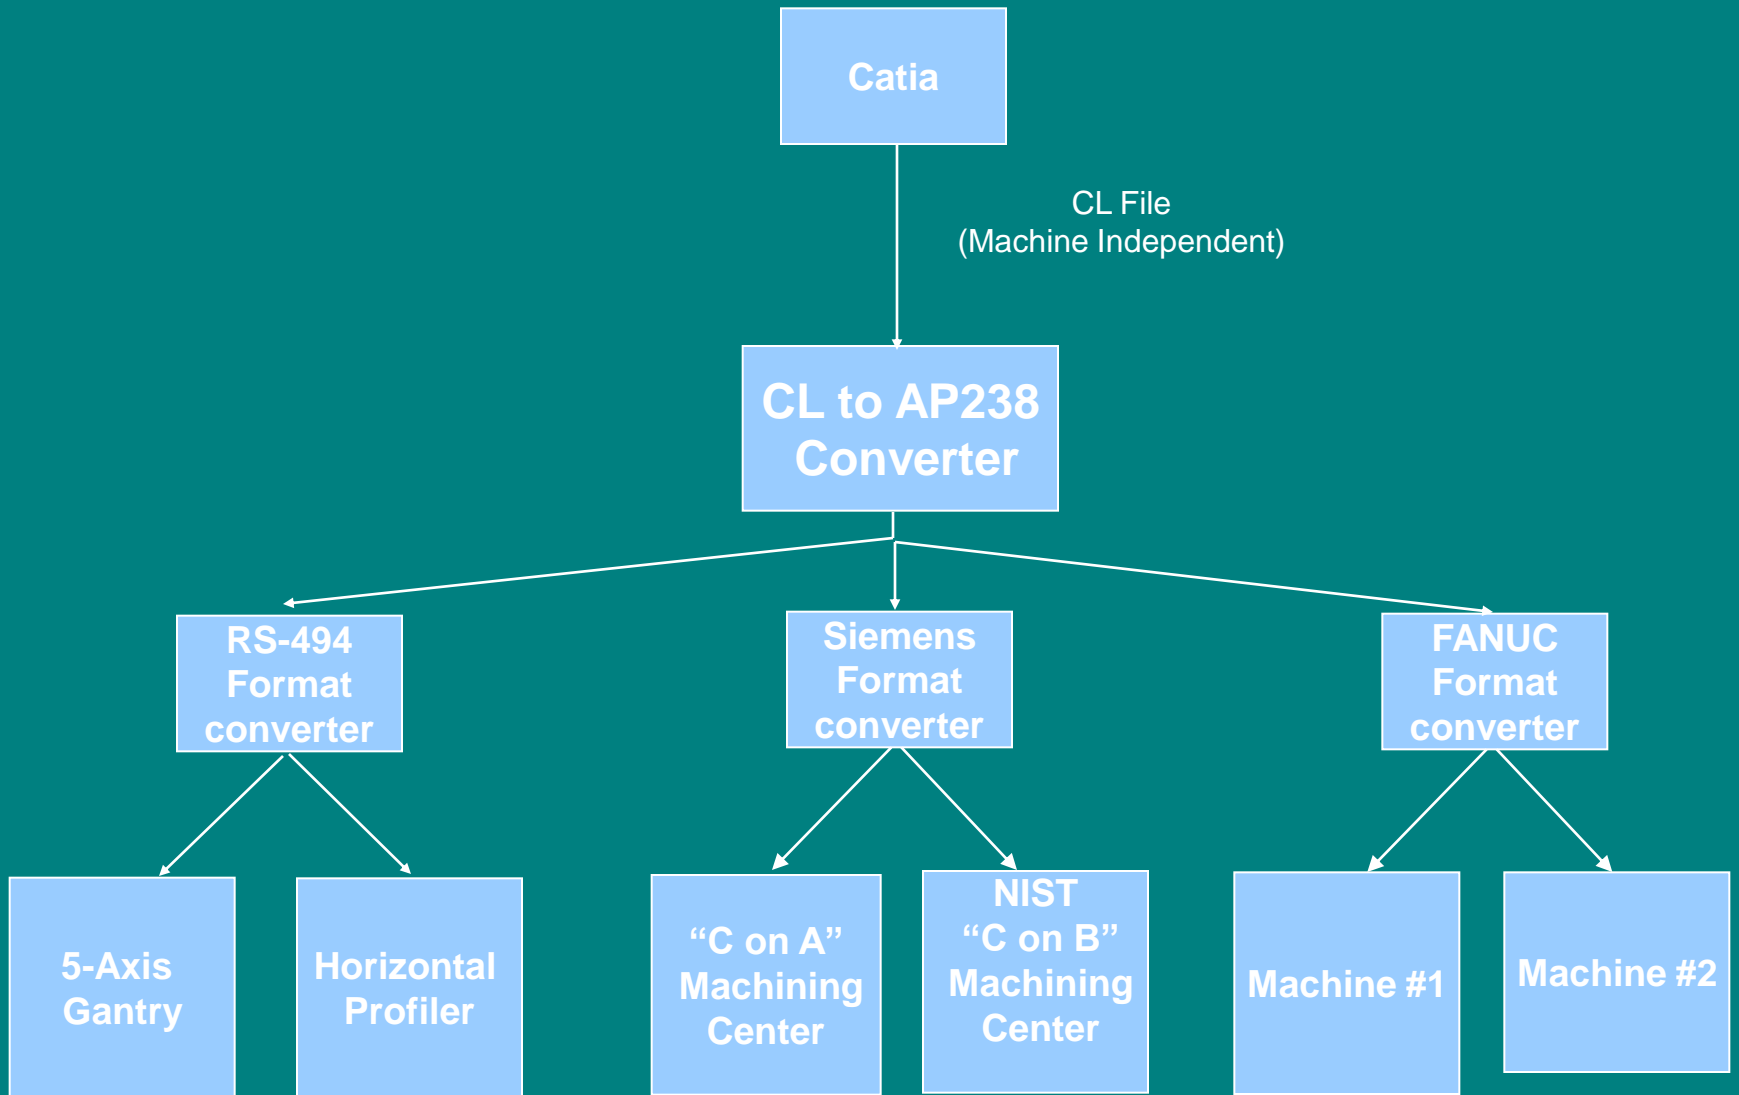 Catia
CL File
(Machine Independent)
CL to AP238
Converter
RS-494
Format
converter
Siemens
Format
converter
FANUC
Format
converter
5-Axis
Gantry
Horizontal
Profiler
“C on A”
Machining
Center
NIST
“C on B”
Machining
Center
Machine #1
Machine #2